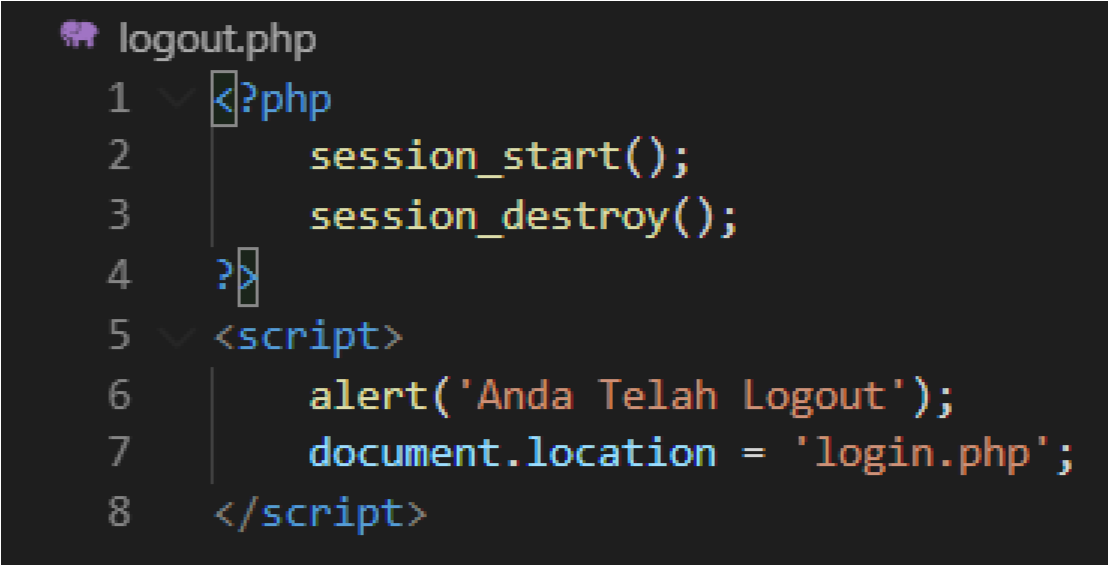 logout.php
1 <?php
2 session_start();
3 session_destroy();
4 ?>
5 <script>
6 alert('Anda Telah Logout');
7 document.location = 'login.php';
8 </script>